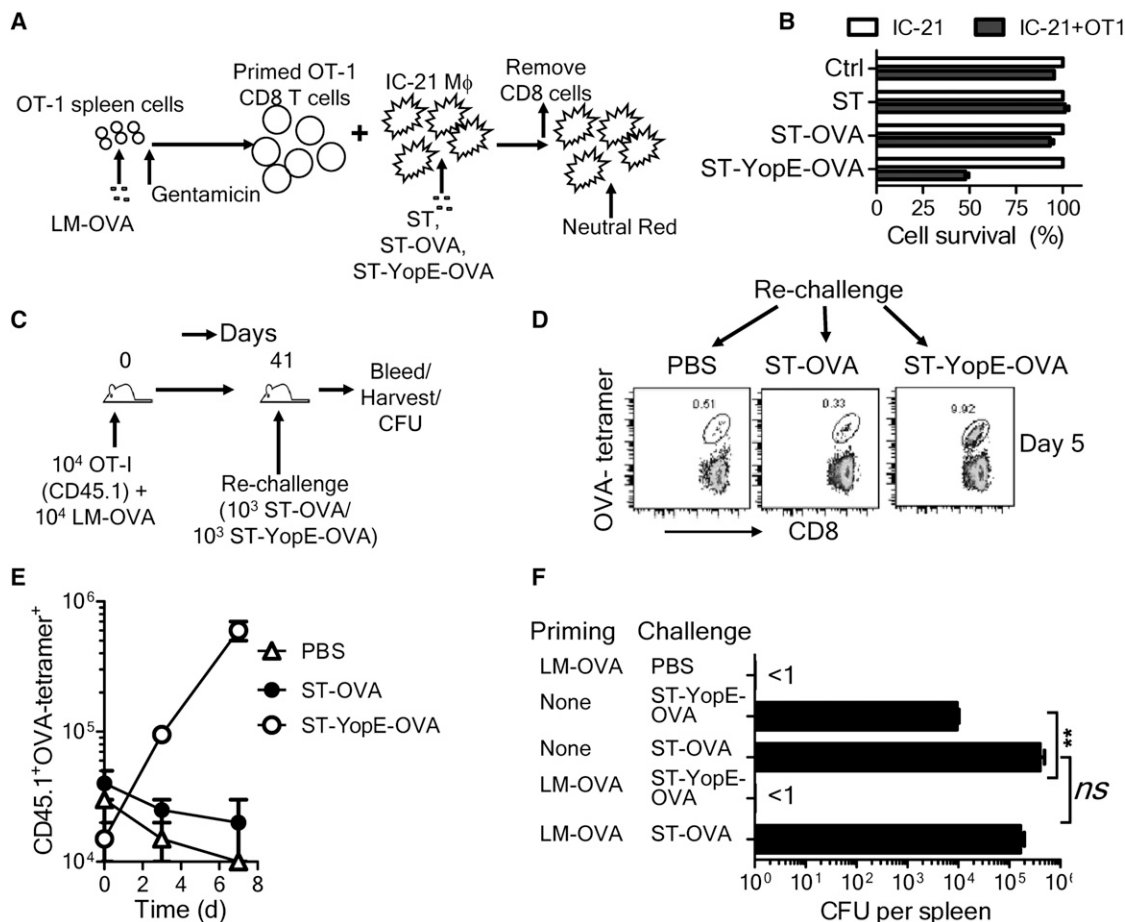 A
OT-1 spleen cells
LM-OVA
Gentamicin
Primed OT-1
CD8 T cells
+
IC-21 Mϕ
ST,
ST-OVA,
ST-YopE-OVA
Remove
CD8 cells
Neutral Red
B
IC-21
IC-21+OT1
Ctrl
ST
ST-OVA
ST-YopE-OVA
0 25 50 75 100
Cell survival (%)
C
Days
0
41
Bleed/
Harvest/
CFU
10⁴ OT-I
(CD45.1) +
10⁴ LM-OVA
Re-challenge
(10³ ST-OVA/
10³ ST-YopE-OVA)
D
Re-challenge
PBS ST-OVA ST-YopE-OVA
0.51 0.33 9.92
Day 5
OVA- tetramer
CD8
E
CD45.1⁺OVA-tetramer⁺
10⁶
10⁵
10⁴
0 2 4 6 8
Time (d)
PBS
ST-OVA
ST-YopE-OVA
F
Priming Challenge
LM-OVA PBS <1
None ST-YopE-
OVA
None ST-OVA
LM-OVA ST-YopE-
OVA <1
LM-OVA ST-OVA
**
ns
10⁰ 10¹ 10² 10³ 10⁴ 10⁵
CFU per spleen